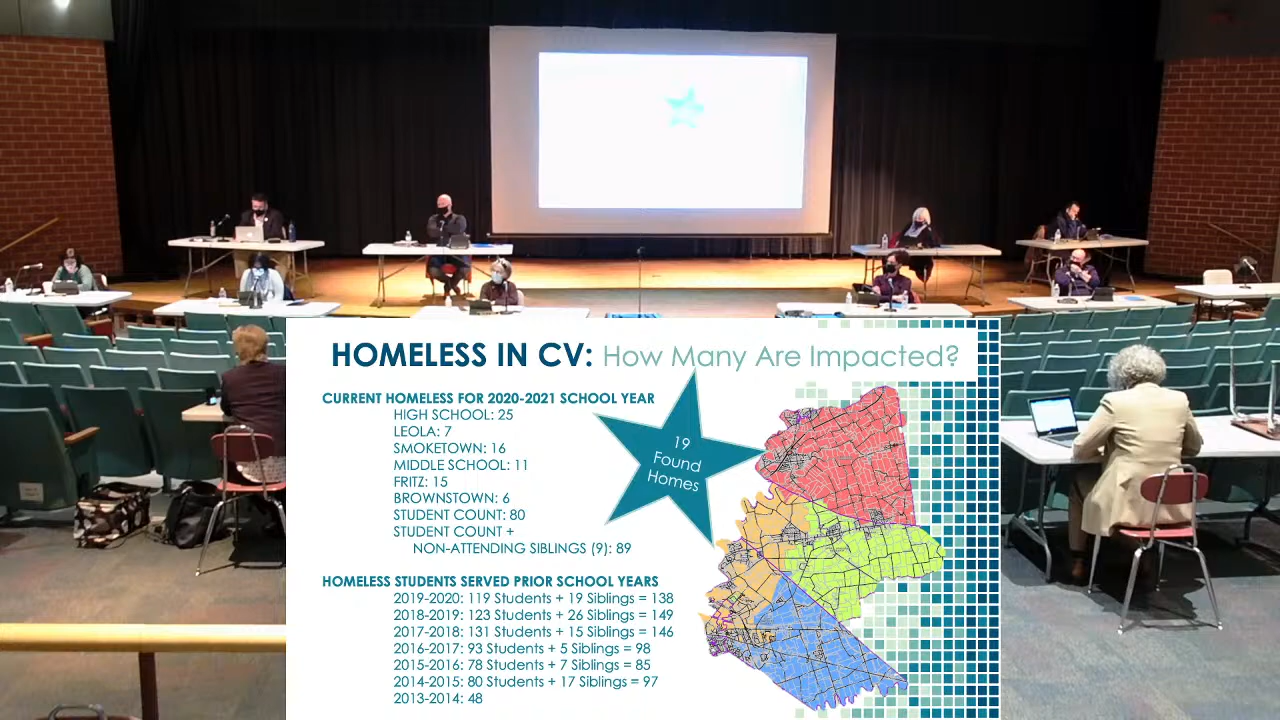 HOMELESS IN CV: How Many Are Impacted?
CURRENT HOMELESS FOR 2020-2021 SCHOOL YEAR
HIGH SCHOOL: 25
LEOLA: 7
SMOKETOWN: 16
MIDDLE SCHOOL: 11
FRITZ: 15
BROWNSTOWN: 6
STUDENT COUNT: 80
STUDENT COUNT +
NON-ATTENDING SIBLINGS (9): 89
19
Found
Homes
HOMELESS STUDENTS SERVED PRIOR SCHOOL YEARS
2019-2020: 119 Students + 19 Siblings = 138
2018-2019: 123 Students + 26 Siblings = 149
2017-2018: 131 Students + 15 Siblings = 146
2016-2017: 93 Students + 5 Siblings = 98
2015-2016: 78 Students + 7 Siblings = 85
2014-2015: 80 Students + 17 Siblings = 97
2013-2014: 48